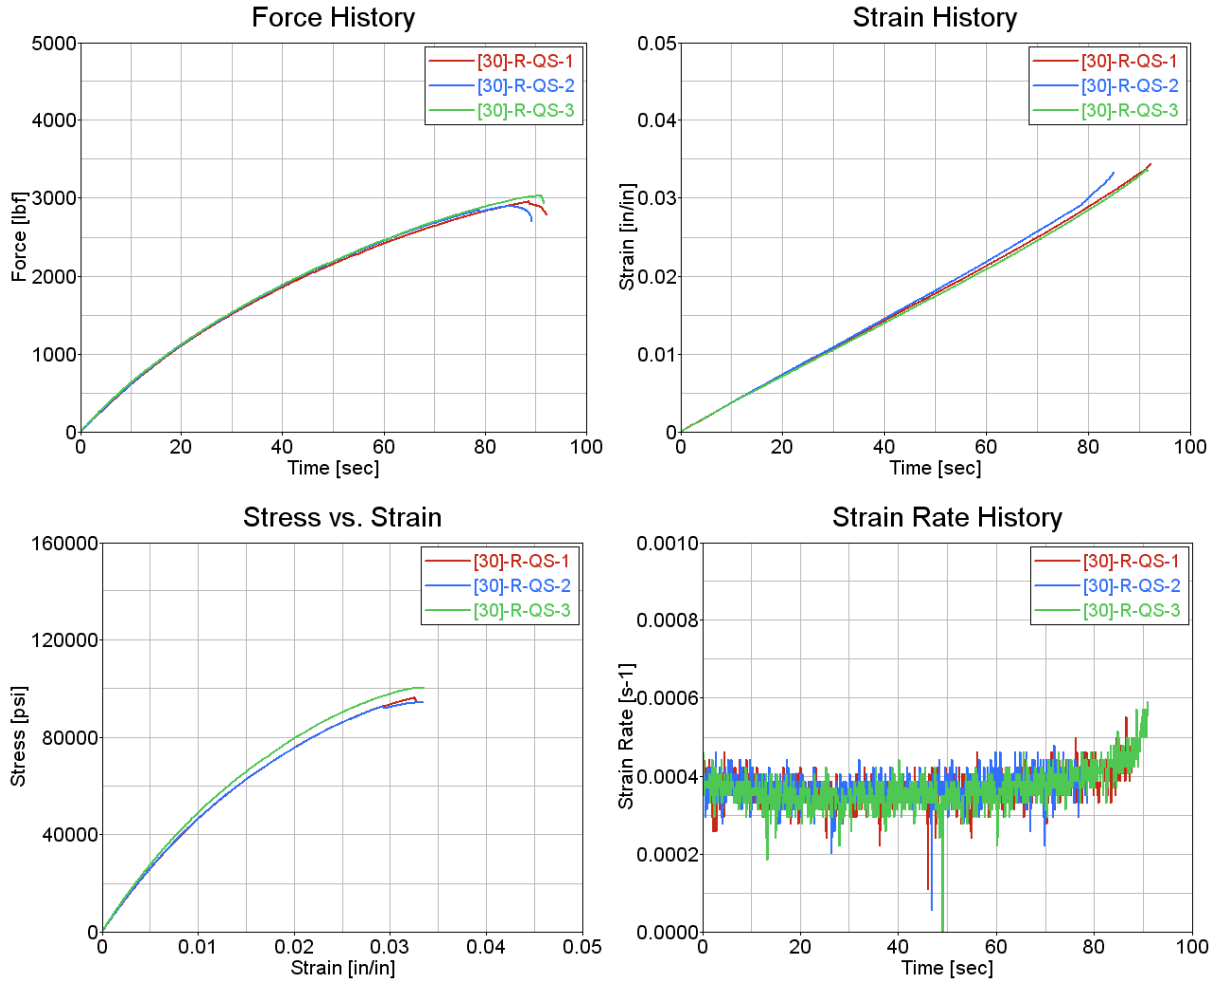 Force History
5000
4000
3000
2000
1000
0
Force [lbf]
[30]-R-QS-1
[30]-R-QS-2
[30]-R-QS-3
0 20 40 60 80 100
Time [sec]
Strain History
0.05
0.04
0.03
0.02
0.01
0
Strain [in/in]
[30]-R-QS-1
[30]-R-QS-2
[30]-R-QS-3
0 20 40 60 80 100
Time [sec]
Stress vs. Strain
160000
120000
80000
40000
0
Stress [psi]
[30]-R-QS-1
[30]-R-QS-2
[30]-R-QS-3
0 0.01 0.02 0.03 0.04 0.05
Strain [in/in]
Strain Rate History
0.0010
0.0008
0.0006
0.0004
0.0002
0.0000
Strain Rate [s-1]
[30]-R-QS-1
[30]-R-QS-2
[30]-R-QS-3
0 20 40 60 80 100
Time [sec]